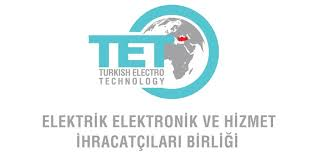 TET
TURKISH ELECTRO
TECHNOLOGY
ELEKTRİK ELEKTRONİK VE HİZMET
İHRACATÇILARI BİRLİĞİ